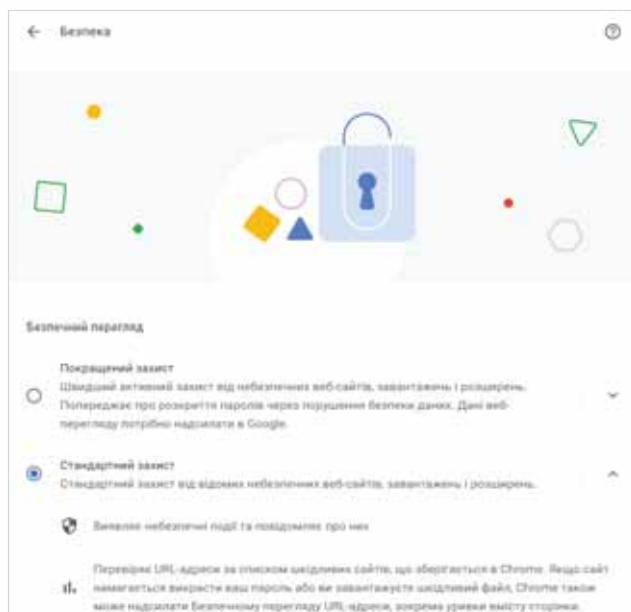 Безпека
Безпечний перегляд
Покращений захист
Швидший активний захист від небезпечних веб-сайтів, завантажень і розширень.
Попереджає про розкриття паролів через порушення безпеки даних. Дані веб-
перегляду потрібно надсилати в Google.
Стандартний захист
Стандартний захист від відомих небезпечних веб-сайтів, завантажень і розширень.
Виявляє небезпечні події та повідомляє про них
Перевіряє URL-адреси за списком шкідливих сайтів, що зберігається в Chrome. Якщо сайт
намагається викрасти ваш пароль або ви завантажуєте шкідливий файл, Chrome також
може надсилати Безпечному перегляду URL-адреси, зокрема уривки вмісту сторінки.